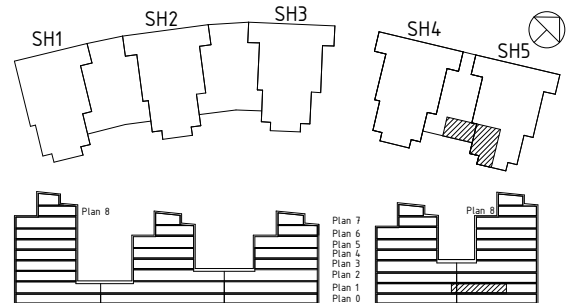 SH1
SH2
SH3
SH4
SH5
Plan 8
Plan 7
Plan 6
Plan 5
Plan 4
Plan 3
Plan 2
Plan 1
Plan 0
Plan 8